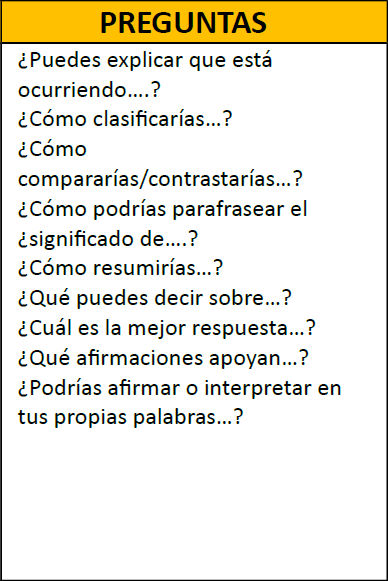 PREGUNTAS
¿Puedes explicar que está
ocurriendo….?
¿Cómo clasificarías…?
¿Cómo
compararías/contrastarías…?
¿Cómo podrías parafrasear el
¿significado de….?
¿Cómo resumirías…?
¿Qué puedes decir sobre…?
¿Cuál es la mejor respuesta…?
¿Qué afirmaciones apoyan…?
¿Podrías afirmar o interpretar en
tus propias palabras…?